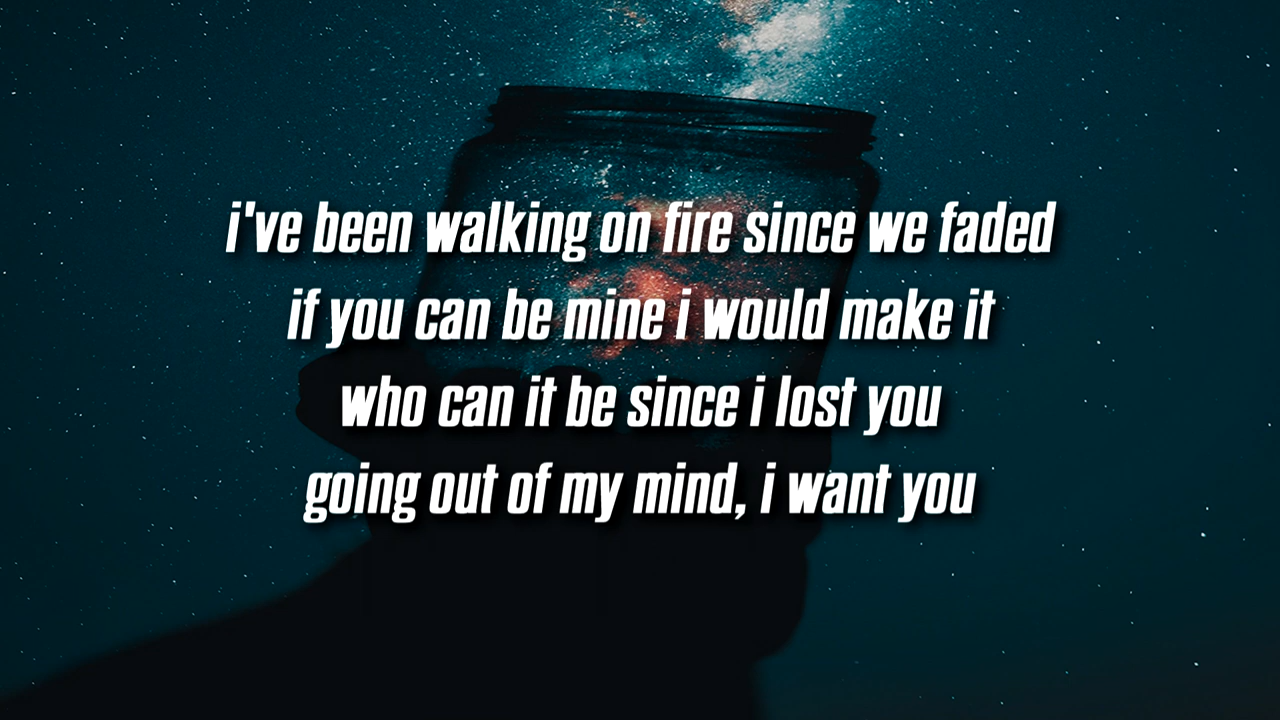 i've been walking on fire since we faded
if you can be mine i would make it
who can it be since i lost you
going out of my mind, i want you